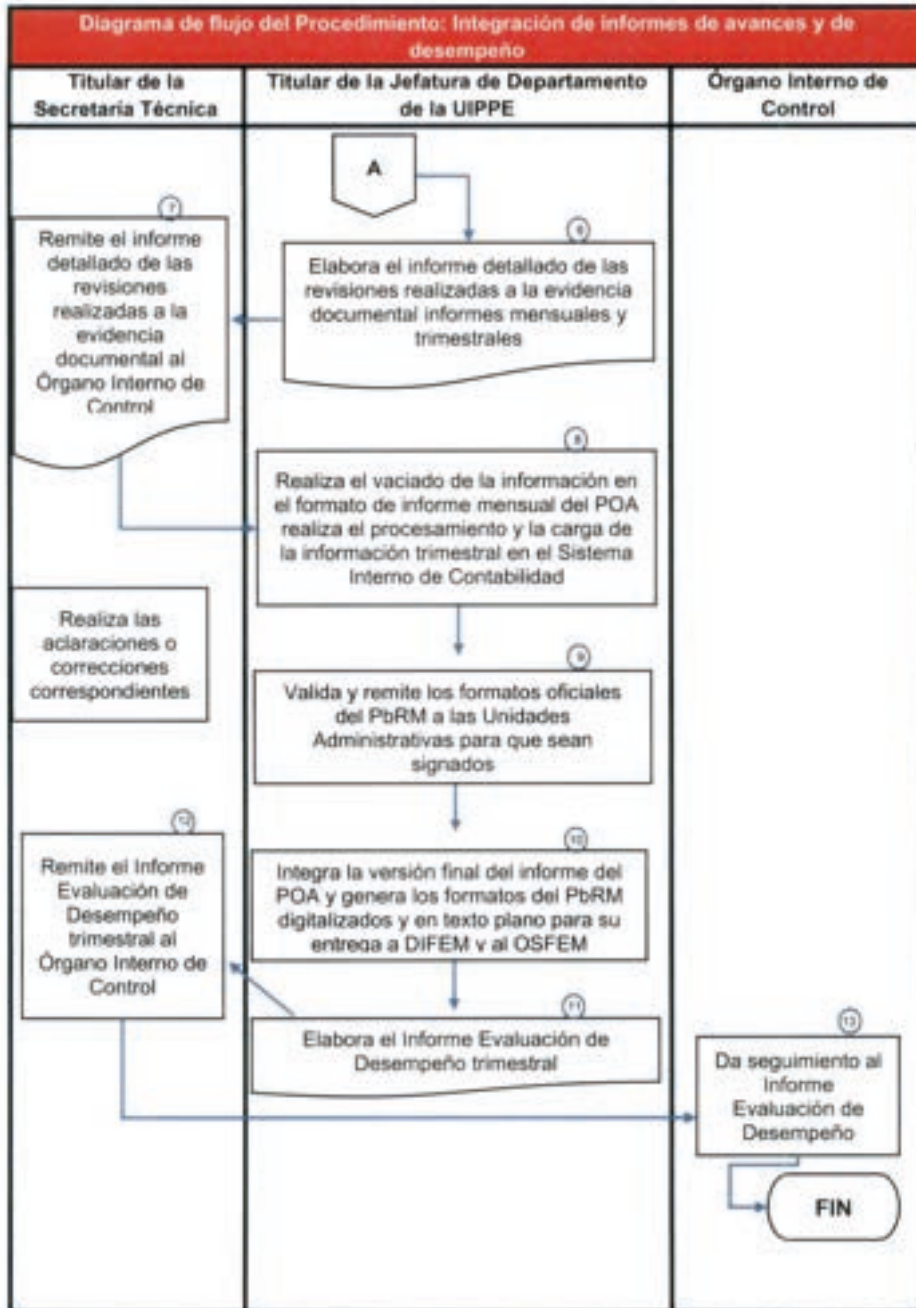 Diagrama de flujo del Procedimiento: Integración de informes de avances y de
desempeño
Titular de la
Secretaría Técnica
Titular de la Jefatura de Departamento
de la UIPPE
Órgano Interno de
Control
A
6
Elabora el informe detallado de las
revisiones realizadas a la evidencia
documental informes mensuales y
trimestrales
7
Remite el informe
detallado de las
revisiones
realizadas a la
evidencia
documental al
Órgano Interno de
Control
8
Realiza el vaciado de la información en
el formato de informe mensual del POA
realiza el procesamiento y la carga de
la información trimestral en el Sistema
Interno de Contabilidad
Realiza las
aclaraciones o
correcciones
correspondientes
9
Valida y remite los formatos oficiales
del PbRM a las Unidades
Administrativas para que sean
signados
10
Integra la versión final del informe del
POA y genera los formatos del PbRM
digitalizados y en texto plano para su
entrega a DIFEM y al OSFEM
11
Elabora el Informe Evaluación de
Desempeño trimestral
12
Remite el Informe
Evaluación de
Desempeño
trimestral al
Órgano Interno de
Control
13
Da seguimiento al
Informe
Evaluación de
Desempeño
FIN